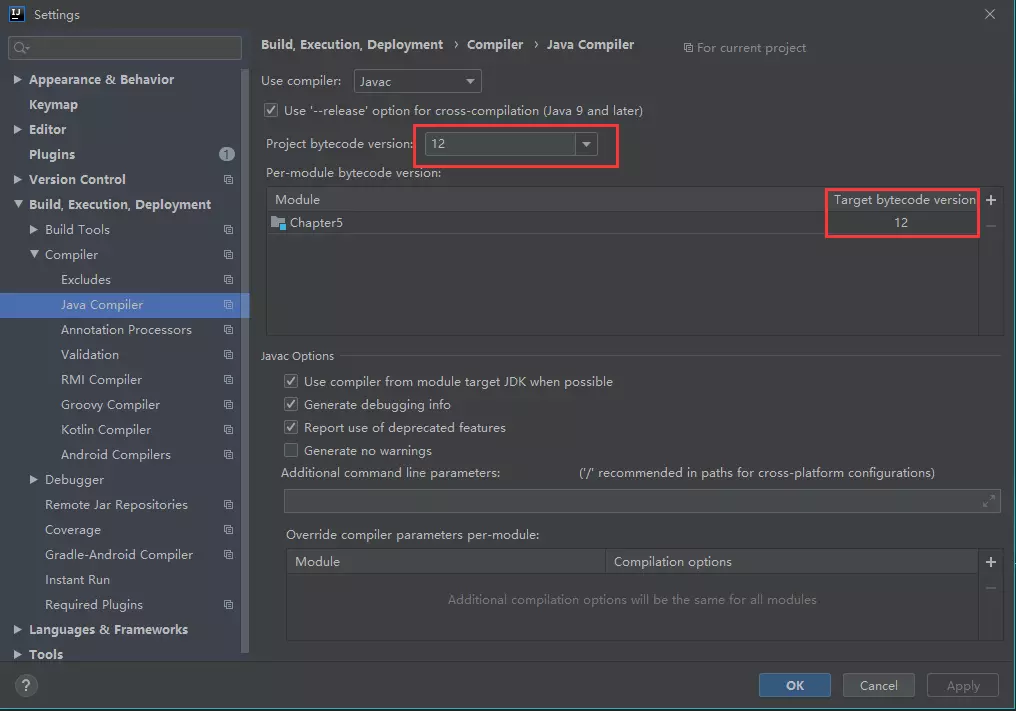 Settings
Appearance & Behavior
Keymap
Editor
Plugins
1
Version Control
Build, Execution, Deployment
Build Tools
Compiler
Excludes
Java Compiler
Annotation Processors
Validation
RMI Compiler
Groovy Compiler
Kotlin Compiler
Android Compilers
Debugger
Remote Jar Repositories
Coverage
Gradle-Android Compiler
Instant Run
Required Plugins
Languages & Frameworks
Tools
Build, Execution, Deployment › Compiler › Java Compiler
For current project
Use compiler: Javac
Use '--release' option for cross-compilation (Java 9 and later)
Project bytecode version: 12
Per-module bytecode version:
Module Target bytecode version
Chapter5 12
Javac Options
Use compiler from module target JDK when possible
Generate debugging info
Report use of deprecated features
Generate no warnings
Additional command line parameters: ('/' recommended in paths for cross-platform configurations)
Override compiler parameters per-module:
Module Compilation options
Additional compilation options will be the same for all modules
? OK Cancel Apply